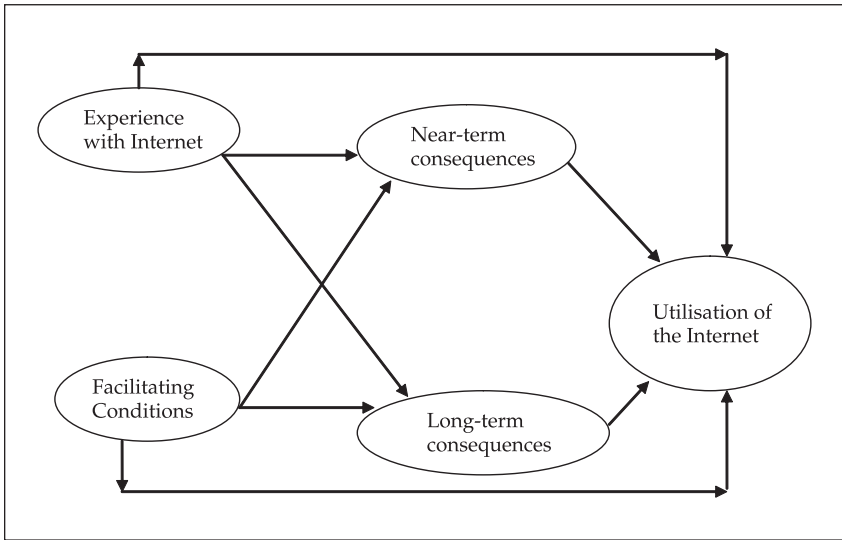 Experience
with Internet
Near-term
consequences
Utilisation of
the Internet
Facilitating
Conditions
Long-term
consequences